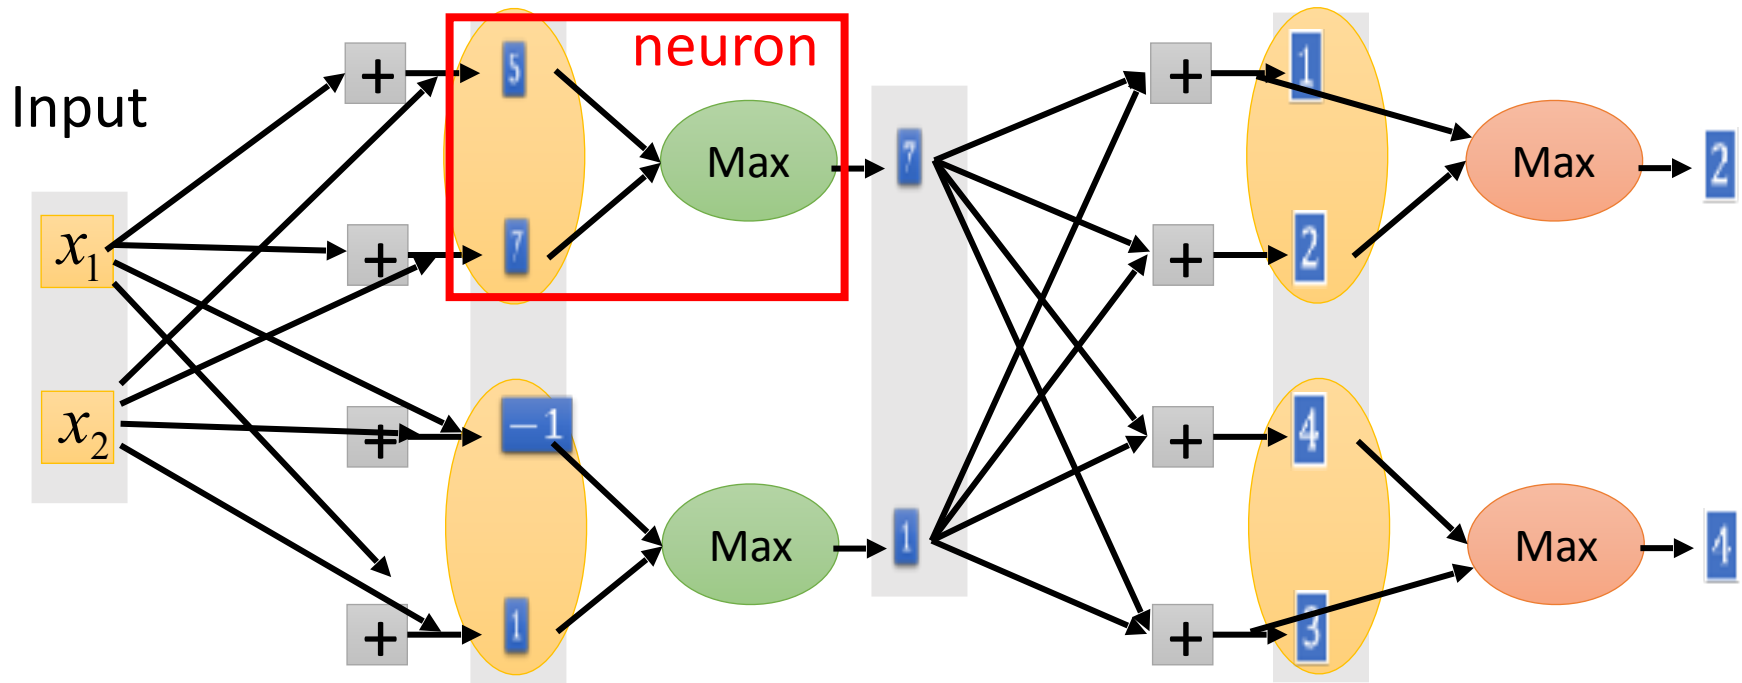 Input
neuron
x₁
x₂
+
+
+
+
5
7
−1
1
Max
Max
7
1
+
+
+
+
1
2
4
3
Max
Max
2
4